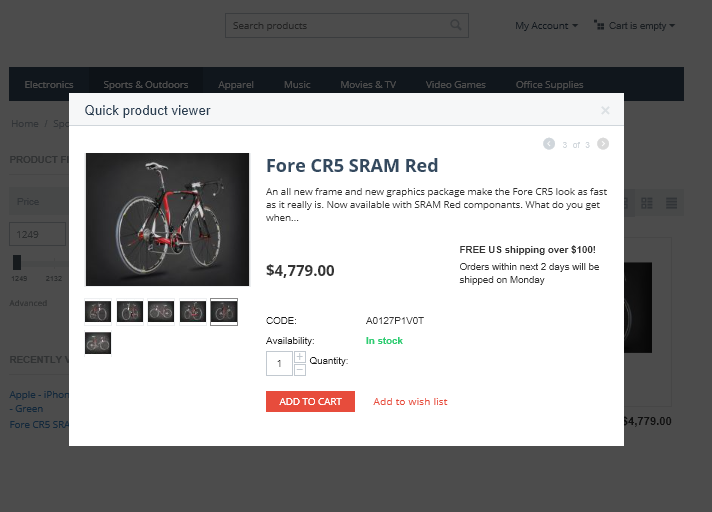 Search products
My Account
Cart is empty
Electronics
Sports & Outdoors
Apparel
Music
Movies & TV
Video Games
Office Supplies
Home /
Quick product viewer
×
PRODUCT
Price
1249
1245 2132
Advanced
RECENTLY
Apple - iPhon
- Green
Fore CR5 SRA
3 of 3
Fore CR5 SRAM Red
An all new frame and new graphics package make the Fore CR5 look as fast
as it really is. Now available with SRAM Red componants. What do you get
when...
$4,779.00
FREE US shipping over $100!
Orders within next 2 days will be
shipped on Monday
CODE: A0127P1V0T
Availability: In stock
1 + − Quantity:
ADD TO CART
Add to wish list
$4,779.00